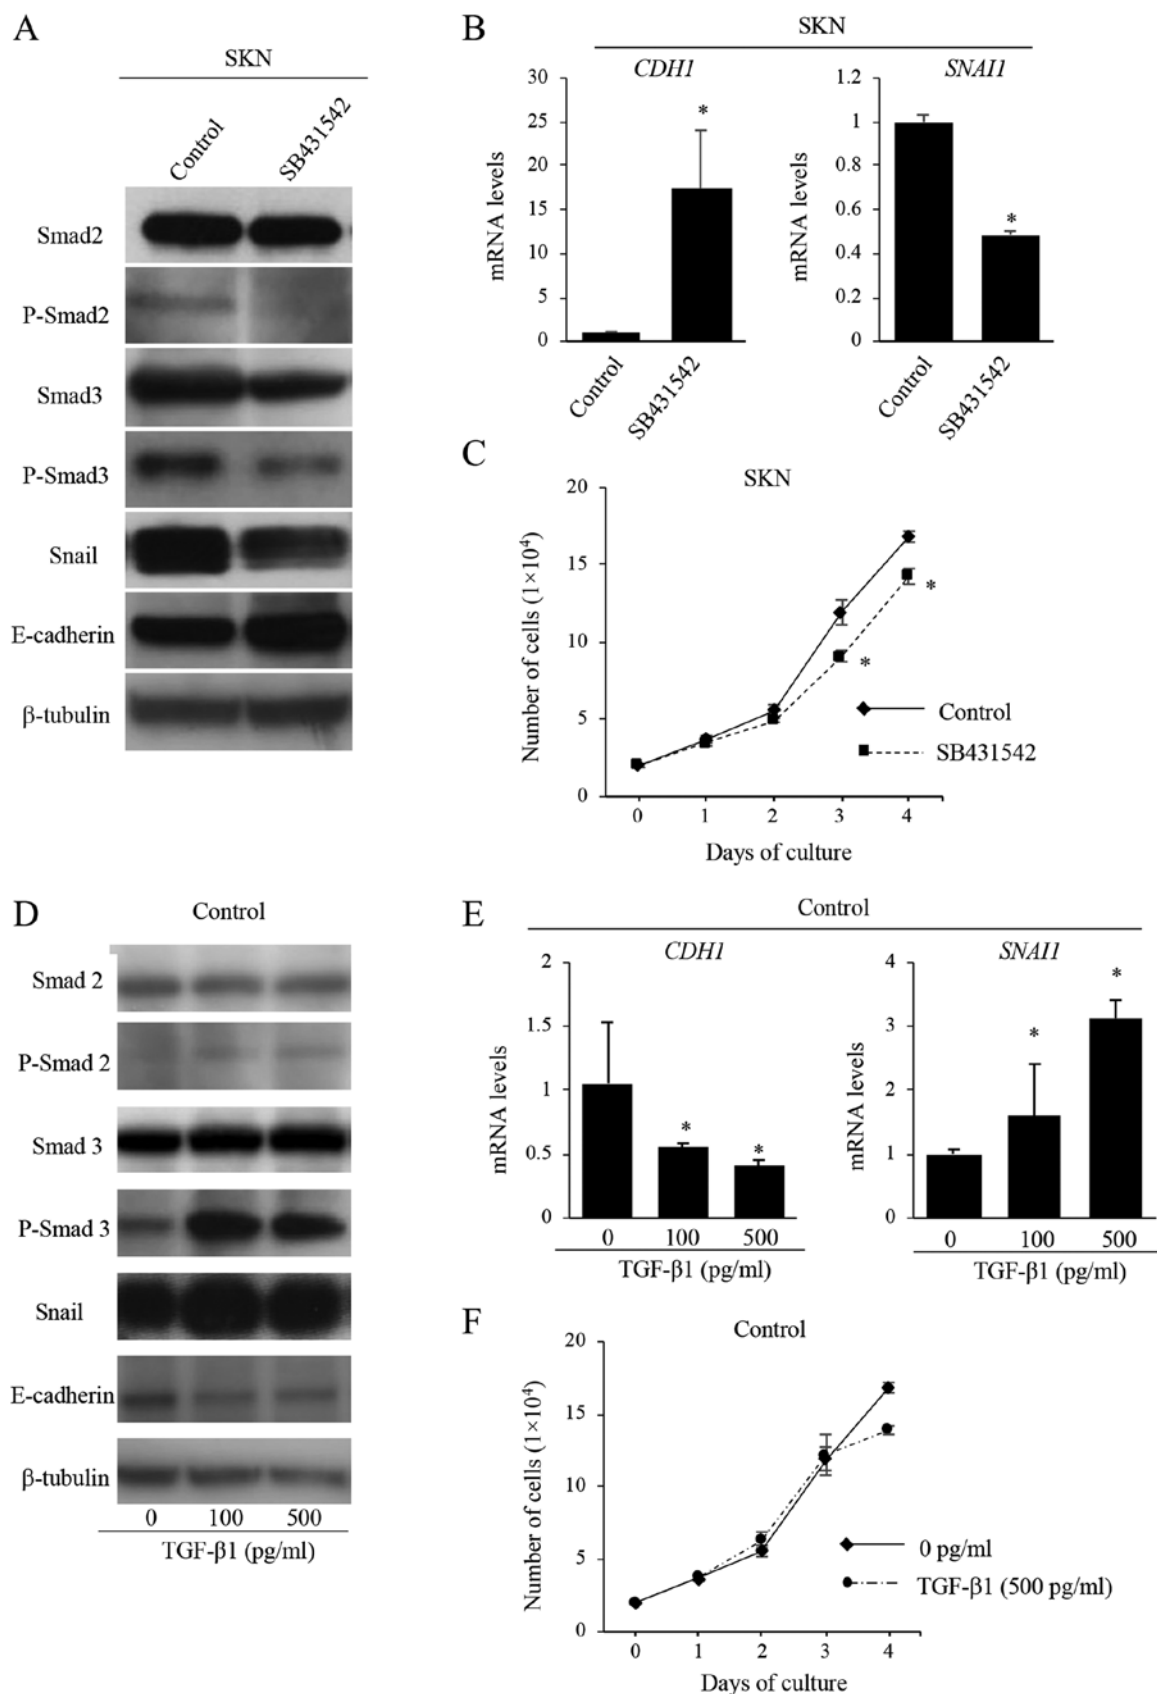 A
SKN
Control
SB431542
Smad2
P-Smad2
Smad3
P-Smad3
Snail
E-cadherin
β-tubulin
B
SKN
CDH1
mRNA levels
30
25
20
15
10
5
0
*
Control
SB431542
SNAI1
mRNA levels
1.2
1
0.8
0.6
0.4
0.2
0
*
Control
SB431542
C
SKN
Number of cells (1×10⁴)
20
15
10
5
0
*
*
Control
SB431542
0 1 2 3 4
Days of culture
D
Control
Smad 2
P-Smad 2
Smad 3
P-Smad 3
Snail
E-cadherin
β-tubulin
0 100 500
TGF-β1 (pg/ml)
E
Control
CDH1
mRNA levels
2
1.5
1
0.5
0
*
*
0 100 500
TGF-β1 (pg/ml)
SNAI1
mRNA levels
4
3
2
1
0
*
*
0 100 500
TGF-β1 (pg/ml)
F
Control
Number of cells (1×10⁴)
20
15
10
5
0
0 pg/ml
TGF-β1 (500 pg/ml)
0 1 2 3 4
Days of culture